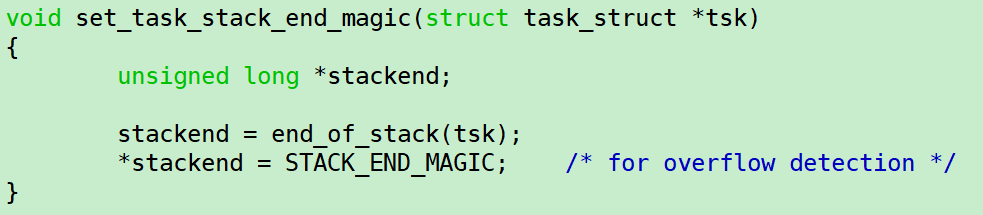 void set_task_stack_end_magic(struct task_struct *tsk)
{
        unsigned long *stackend;

        stackend = end_of_stack(tsk);
        *stackend = STACK_END_MAGIC;    /* for overflow detection */
}